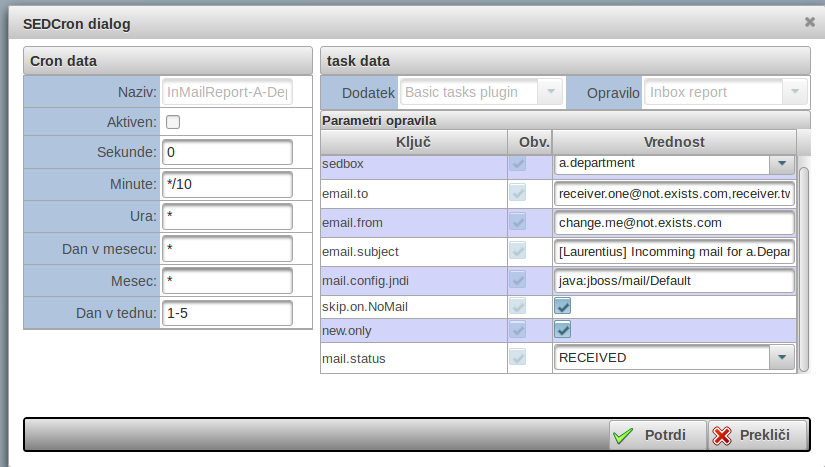 SEDCron dialog
Cron data
Naziv: InMailReport-A-De
Aktiven:
Sekunde: 0
Minute: */10
Ura: *
Dan v mesecu: *
Mesec: *
Dan v tednu: 1-5
task data
Dodatek Basic tasks plugin Opravilo Inbox report
Parametri opravila
Ključ Obv. Vrednost
sedbox a.department
email.to receiver.one@not.exists.com,receiver.tw
email.from change.me@not.exists.com
email.subject [Laurentius] Incomming mail for a.Depar
mail.config.jndi java:jboss/mail/Default
skip.on.NoMail
new.only
mail.status RECEIVED
Potrdi Prekliči